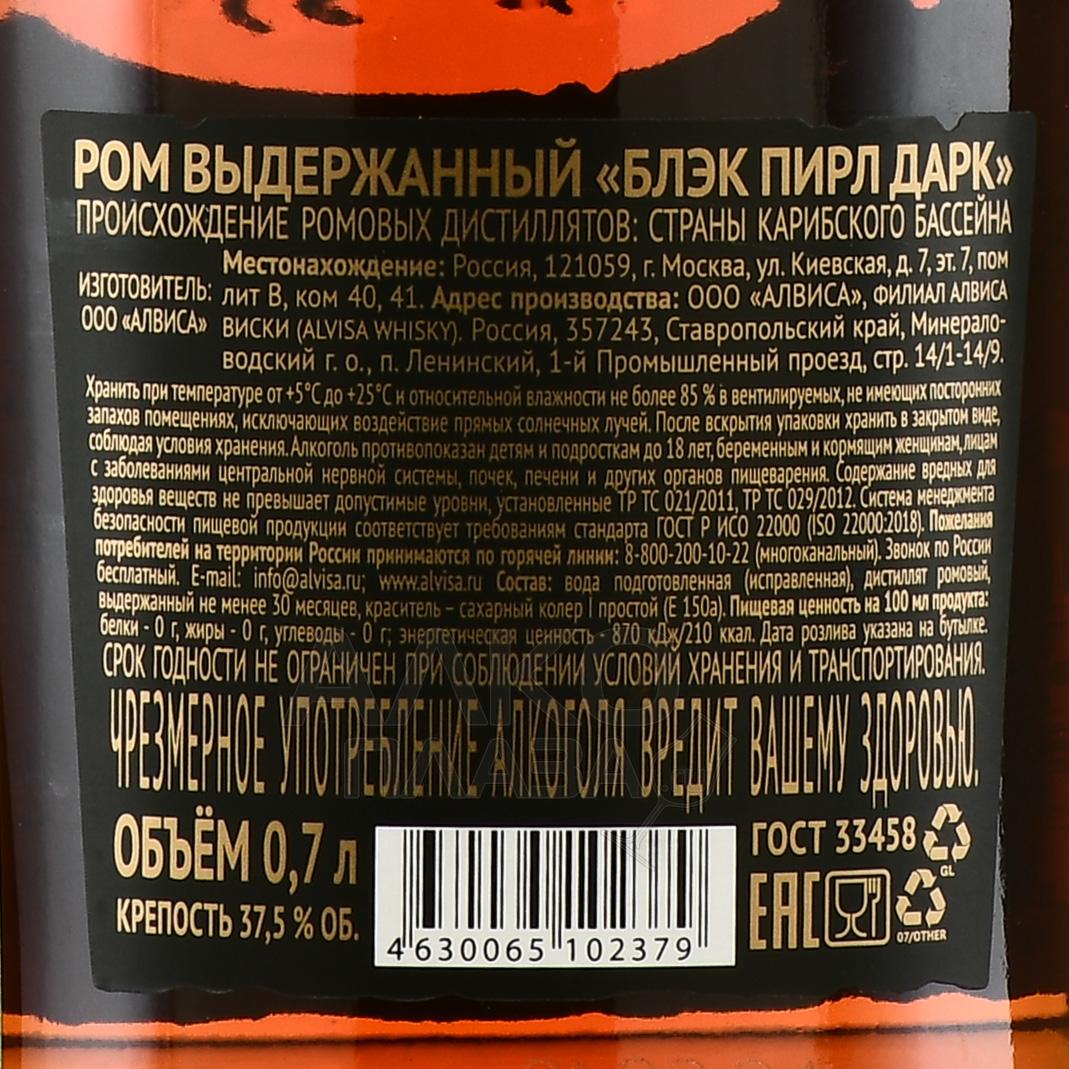 РОМ ВЫДЕРЖАННЫЙ «БЛЭК ПИРЛ ДАРК»
ПРОИСХОЖДЕНИЕ РОМОВЫХ ДИСТИЛЛЯТОВ: СТРАНЫ КАРИБСКОГО БАССЕЙНА
ИЗГОТОВИТЕЛЬ:
ООО «АЛВИСА»
Местонахождение: Россия, 121059, г. Москва, ул. Киевская, д. 7, эт. 7, пом
лит В, ком 40, 41. Адрес производства: ООО «АЛВИСА», ФИЛИАЛ АЛВИСА
ВИСКИ (ALVISA WHISKY). Россия, 357243, Ставропольский край, Минерало-
водский г. о., п. Ленинский, 1-й Промышленный проезд, стр. 14/1-14/9.
Хранить при температуре от +5°С до +25°С и относительной влажности не более 85 % в вентилируемых, не имеющих посторонних
запахов помещениях, исключающих воздействие прямых солнечных лучей. После вскрытия упаковки хранить в закрытом виде,
соблюдая условия хранения. Алкоголь противопоказан детям и подросткам до 18 лет, беременным и кормящим женщинам, лицам
с заболеваниями центральной нервной системы, почек, печени и других органов пищеварения. Содержание вредных для
здоровья веществ не превышает допустимые уровни, установленные ТР ТС 021/2011, ТР ТС 029/2012. Система менеджмента
безопасности пищевой продукции соответствует требованиям стандарта ГОСТ Р ИСО 22000 (ISO 22000:2018). Пожелания
потребителей на территории России принимаются по горячей линии: 8-800-200-10-22 (многоканальный). Звонок по России
бесплатный. E-mail: info@alvisa.ru; www.alvisa.ru Состав: вода подготовленная (исправленная), дистиллят ромовый,
выдержанный не менее 30 месяцев, краситель – сахарный колер I простой (Е 150а). Пищевая ценность на 100 мл продукта:
белки - 0 г, жиры - 0 г, углеводы - 0 г; энергетическая ценность - 870 кДж/210 ккал. Дата розлива указана на бутылке.
СРОК ГОДНОСТИ НЕ ОГРАНИЧЕН ПРИ СОБЛЮДЕНИИ УСЛОВИЙ ХРАНЕНИЯ И ТРАНСПОРТИРОВАНИЯ.
ЧРЕЗМЕРНОЕ УПОТРЕБЛЕНИЕ АЛКОГОЛЯ ВРЕДИТ ВАШЕМУ ЗДОРОВЬЮ.
АЛКО
ПЛАЗА
ОБЪЁМ 0,7 л
КРЕПОСТЬ 37,5 % ОБ.
4 630065 102379
ГОСТ 33458
GL
EAC
07/OTHER